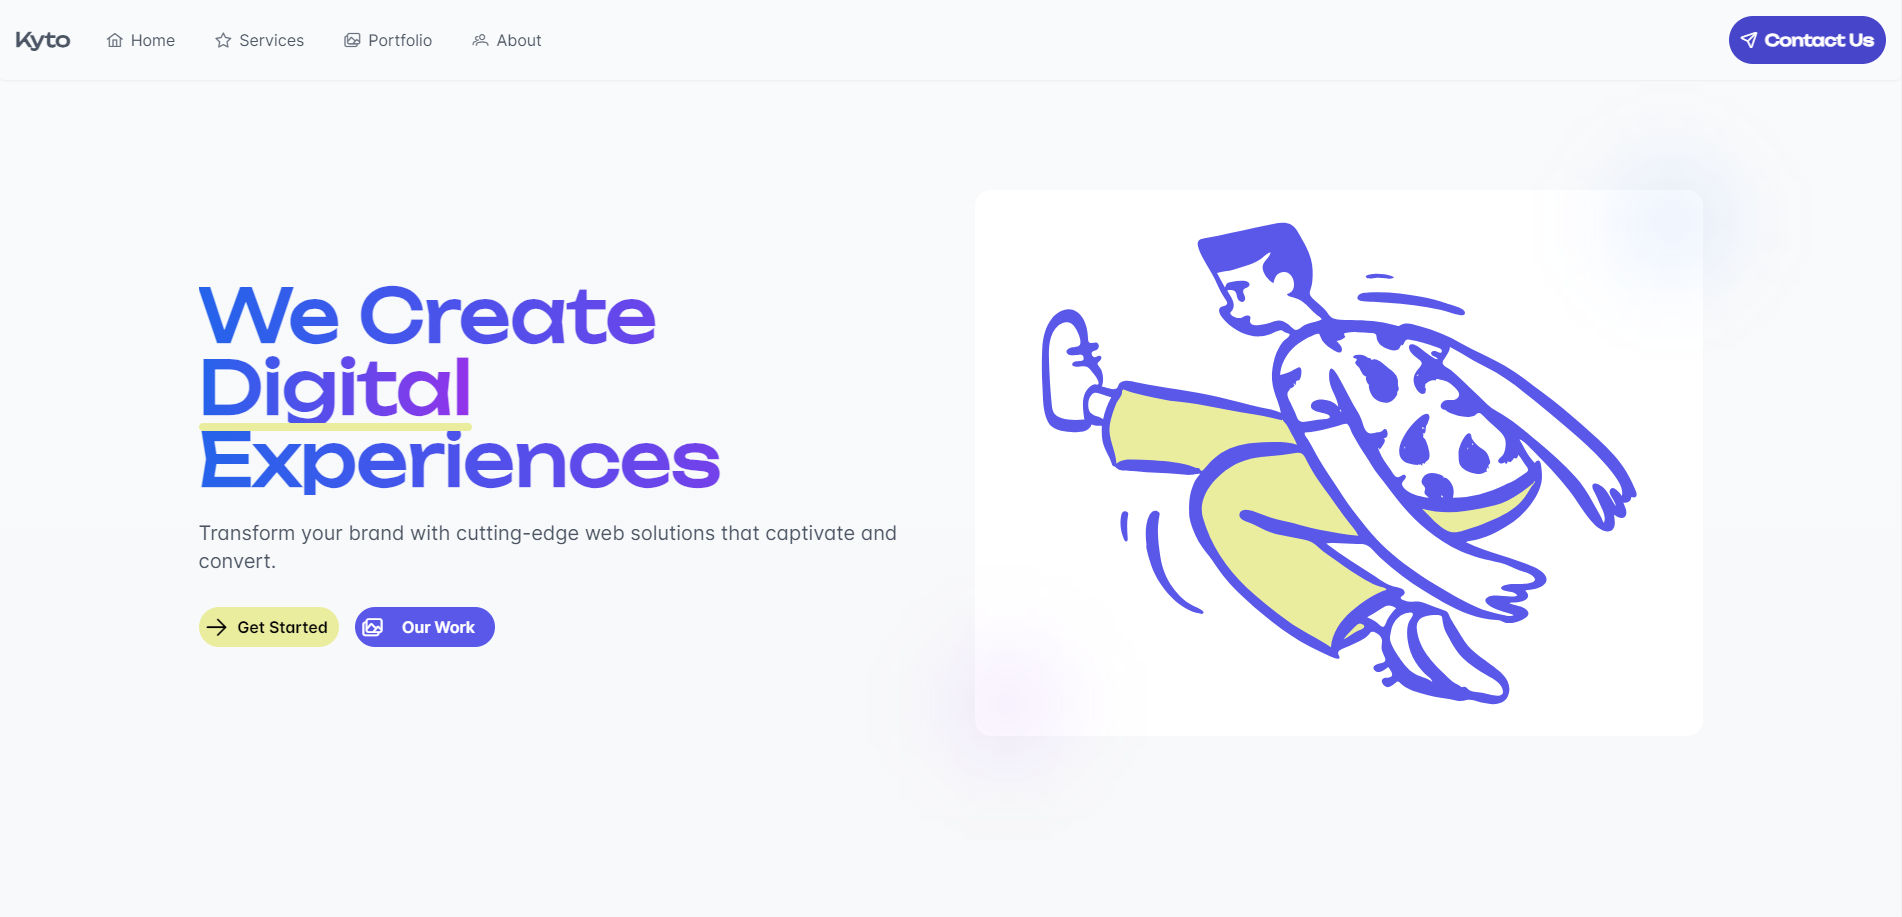 Kyto
Home
Services
Portfolio
About
Contact Us
We Create
Digital
Experiences
Transform your brand with cutting-edge web solutions that captivate and
convert.
Get Started
Our Work